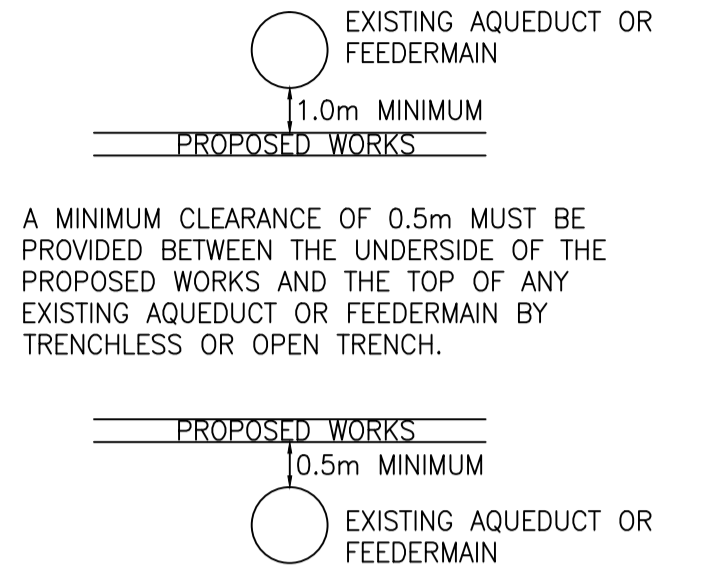 EXISTING AQUEDUCT OR
FEEDERMAIN
1.0m MINIMUM
PROPOSED WORKS
A MINIMUM CLEARANCE OF 0.5m MUST BE
PROVIDED BETWEEN THE UNDERSIDE OF THE
PROPOSED WORKS AND THE TOP OF ANY
EXISTING AQUEDUCT OR FEEDERMAIN BY
TRENCHLESS OR OPEN TRENCH.
PROPOSED WORKS
0.5m MINIMUM
EXISTING AQUEDUCT OR
FEEDERMAIN